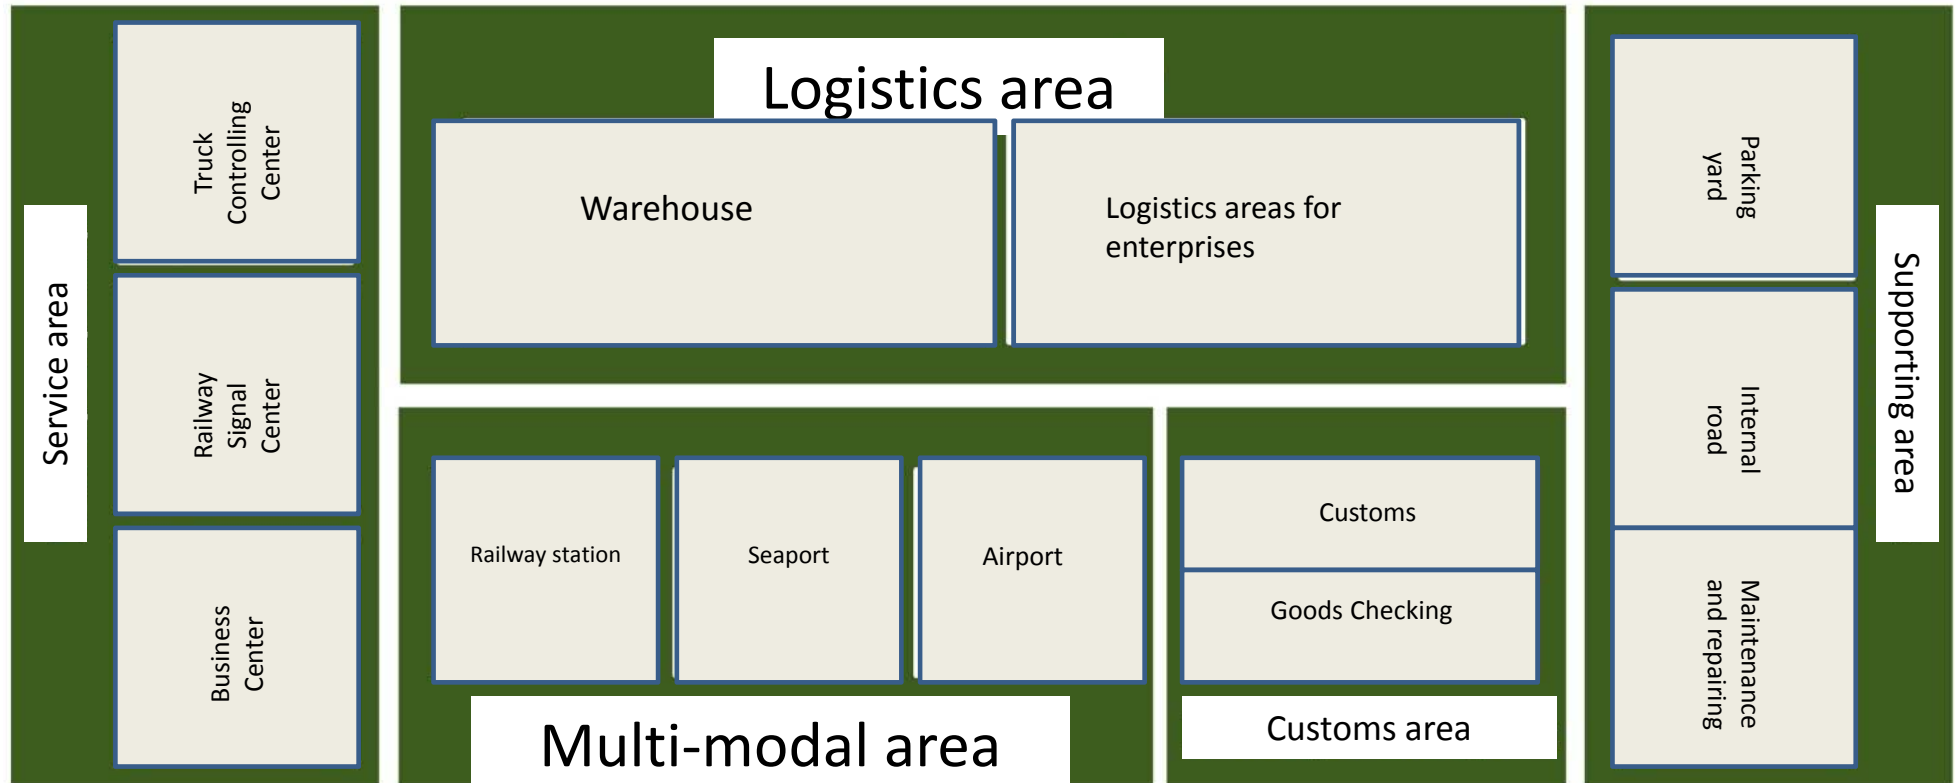 Service area
Truck
Controlling
Center
Railway
Signal
Center
Business
Center
Logistics area
Warehouse
Logistics areas for
enterprises
Railway station
Seaport
Airport
Multi-modal area
Customs
Goods Checking
Customs area
Parking
yard
Internal
road
Maintenance
and repairing
Supporting area